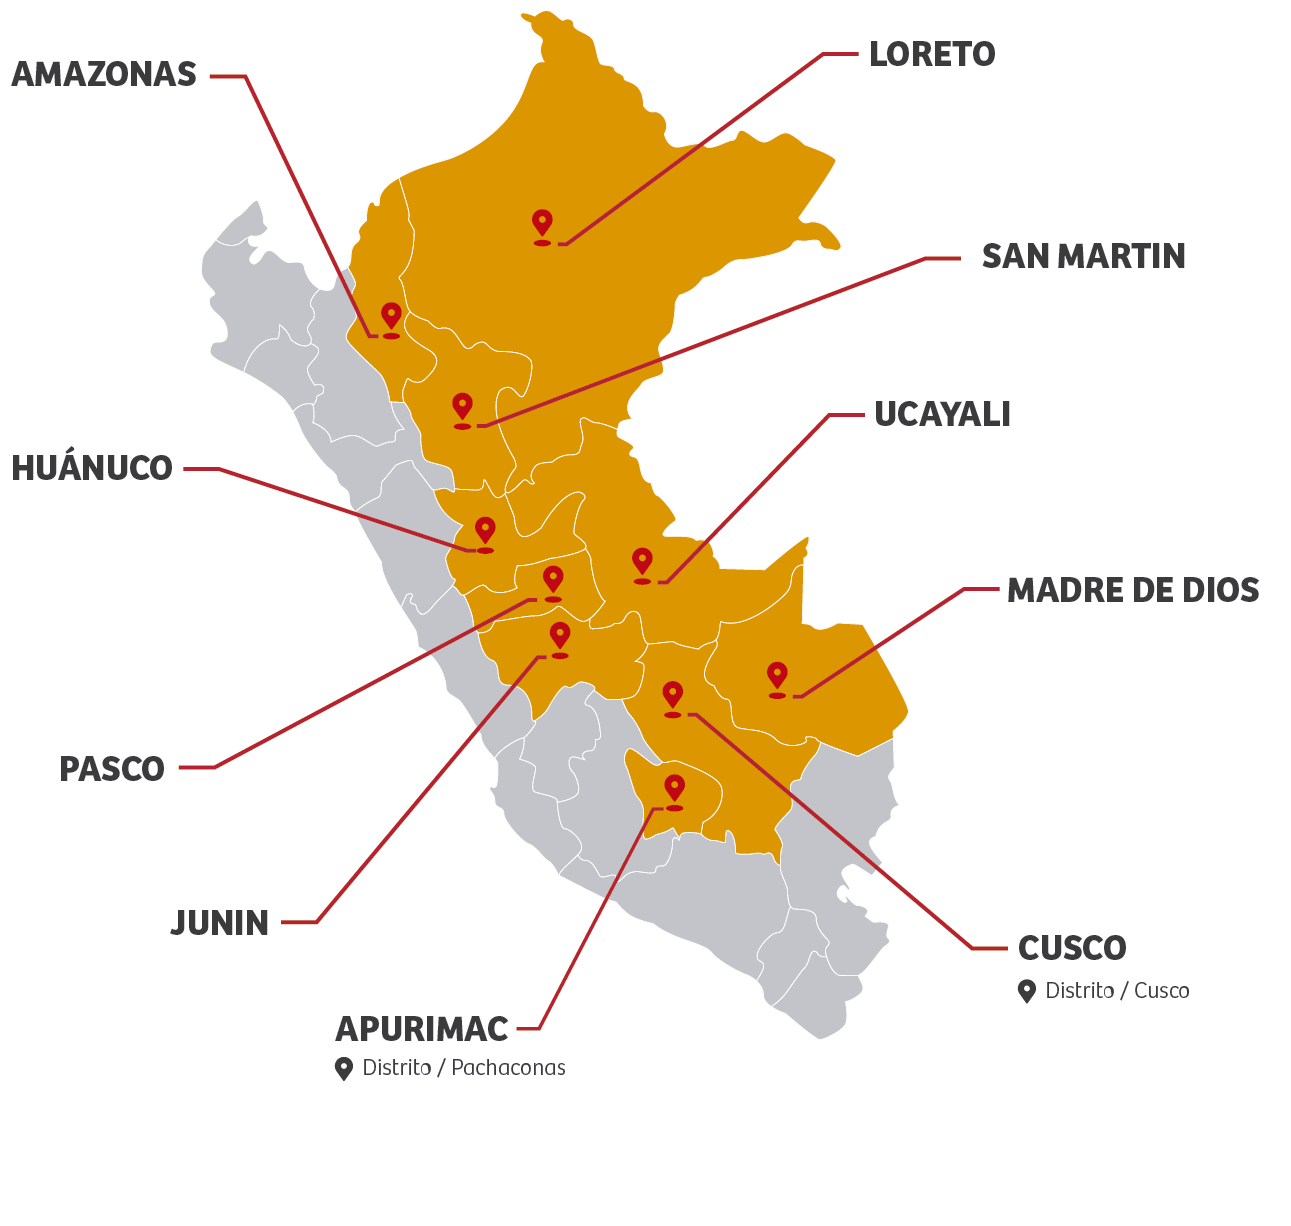 LORETO
AMAZONAS
SAN MARTIN
UCAYALI
HUÁNUCO
MADRE DE DIOS
PASCO
JUNIN
CUSCO
Distrito / Cusco
APURIMAC
Distrito / Pachaconas